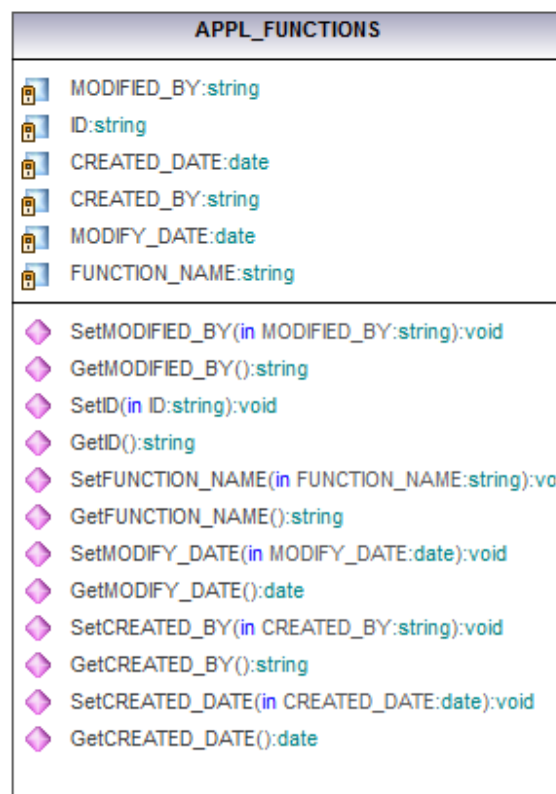 APPL_FUNCTIONS
MODIFIED_BY:string
ID:string
CREATED_DATE:date
CREATED_BY:string
MODIFY_DATE:date
FUNCTION_NAME:string
SetMODIFIED_BY(in MODIFIED_BY:string):void
GetMODIFIED_BY():string
SetID(in ID:string):void
GetID():string
SetFUNCTION_NAME(in FUNCTION_NAME:string):vo
GetFUNCTION_NAME():string
SetMODIFY_DATE(in MODIFY_DATE:date):void
GetMODIFY_DATE():date
SetCREATED_BY(in CREATED_BY:string):void
GetCREATED_BY():string
SetCREATED_DATE(in CREATED_DATE:date):void
GetCREATED_DATE():date